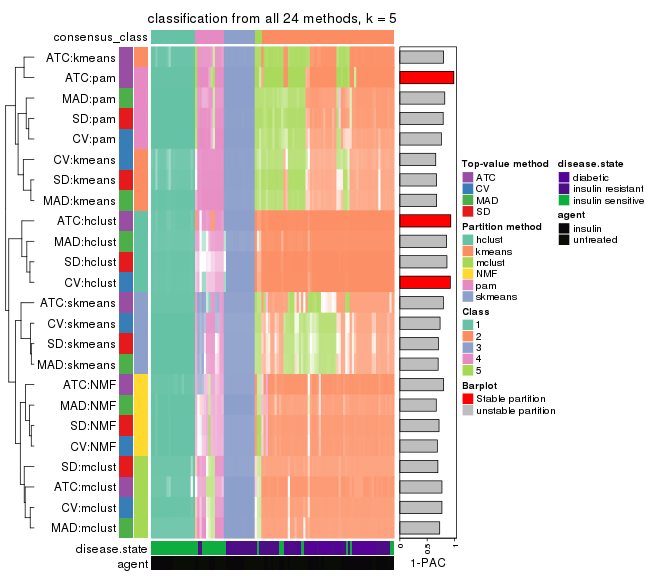 classification from all 24 methods, k = 5
consensus_class
ATC:kmeans
ATC:pam
MAD:pam
SD:pam
CV:pam
CV:kmeans
SD:kmeans
MAD:kmeans
ATC:hclust
MAD:hclust
SD:hclust
CV:hclust
ATC:skmeans
CV:skmeans
SD:skmeans
MAD:skmeans
ATC:NMF
MAD:NMF
SD:NMF
CV:NMF
SD:mclust
ATC:mclust
CV:mclust
MAD:mclust
disease.state
agent
0
0.5
1
1-PAC
Top-value method
ATC
CV
MAD
SD
Partition method
hclust
kmeans
mclust
NMF
pam
skmeans
Class
1
2
3
4
5
Barplot
Stable partition
unstable partition
disease.state
diabetic
insulin resistant
insulin sensitive
agent
insulin
untreated